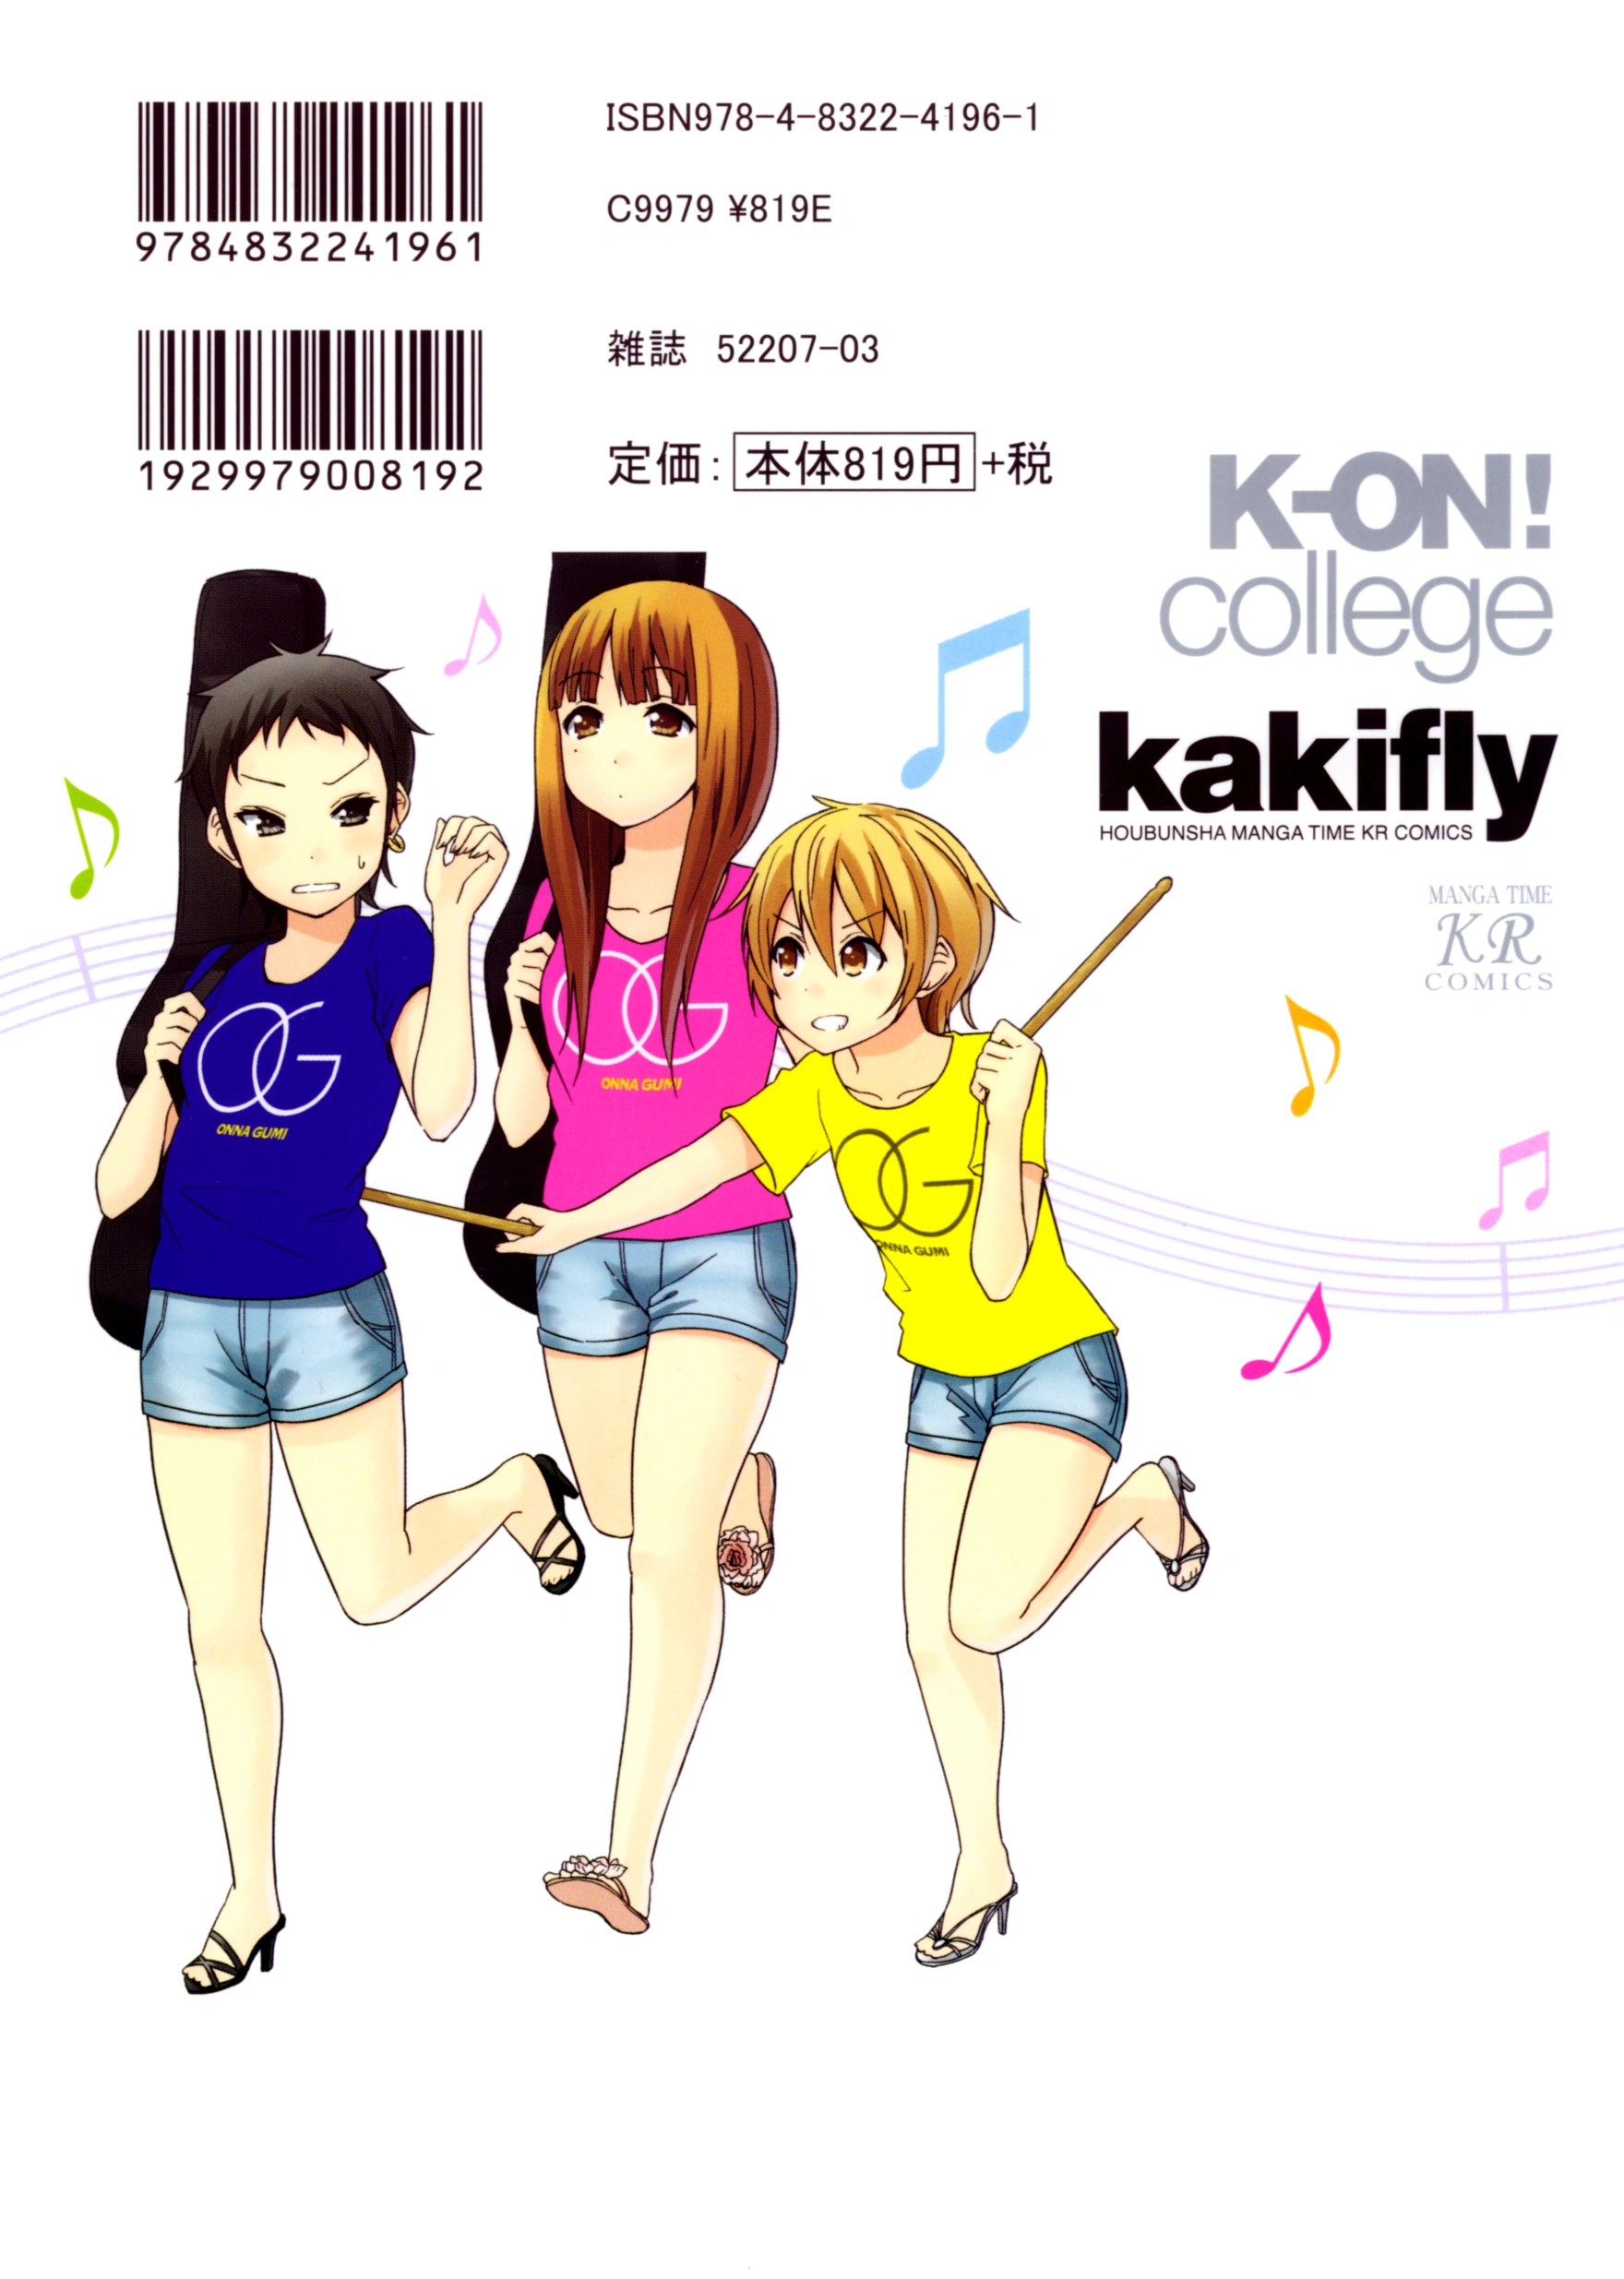 ISBN978-4-8322-4196-1
9784832241961
C9979 ¥819E
雑誌 52207-03
1929979008192
定価:本体819円+税
K-ON!
college
kakifly
HOUBUNSHA MANGA TIME KR COMICS
MANGA TIME
KR
COMICS
OG
ONNA GUMI
OG
ONNA GUMI
OG
ONNA GUMI